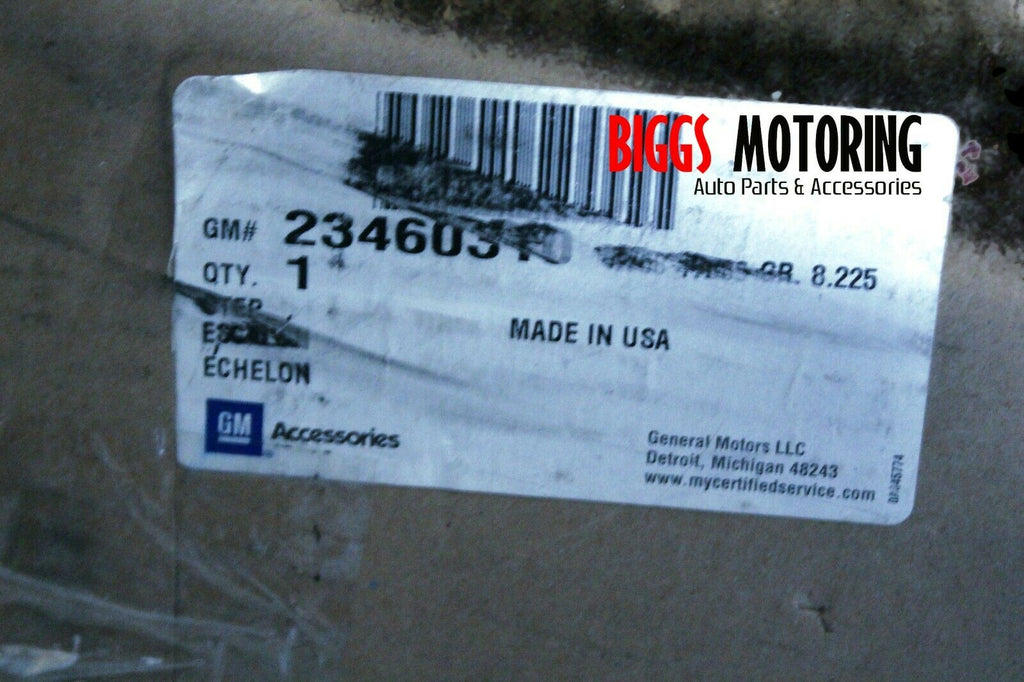 BIGGS MOTORING
Auto Parts & Accessories
GM#
QTY. 1
GR. 8.225
MADE IN USA
ECHELON
GM
Accessories
General Motors LLC
Detroit, Michigan 48243
www.mycertifiedservice.com